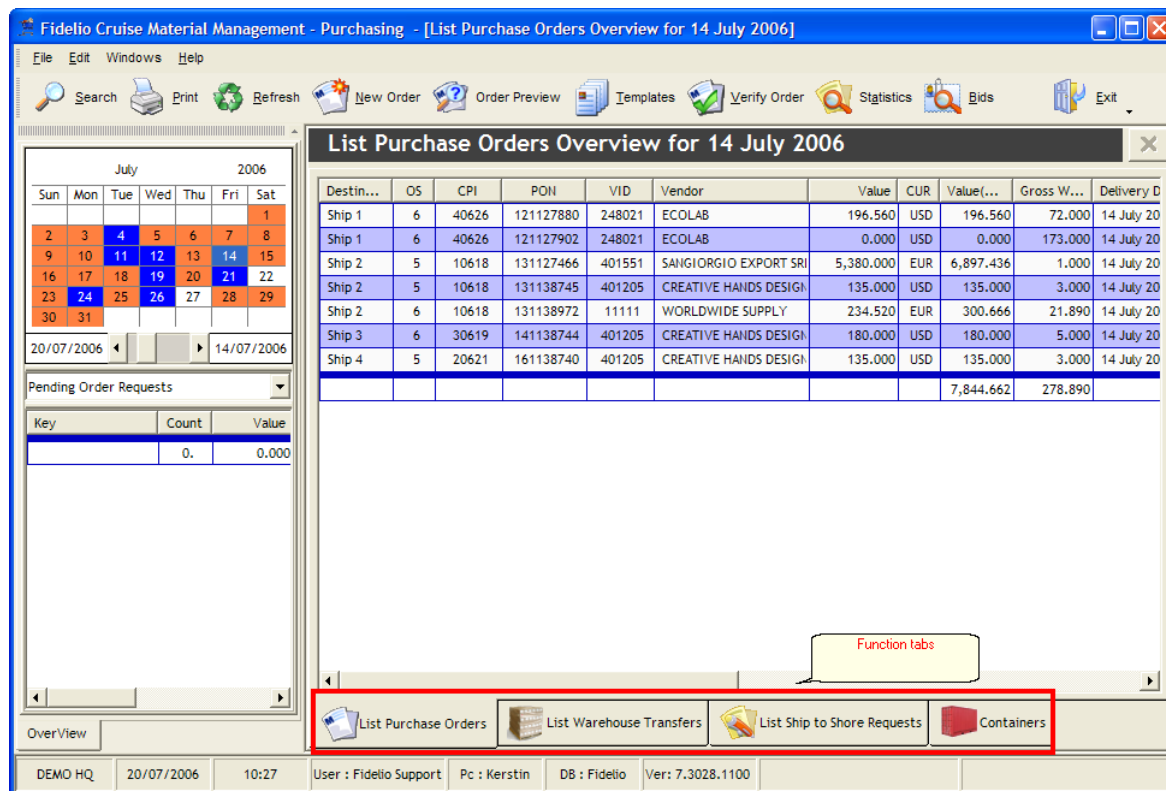 Fidelio Cruise Material Management - Purchasing - [List Purchase Orders Overview for 14 July 2006]
File Edit Windows Help
Search Print Refresh New Order Order Preview Templates Verify Order Statistics Bids Exit
List Purchase Orders Overview for 14 July 2006
July 2006
Sun Mon Tue Wed Thu Fri Sat
1
2 3 4 5 6 7 8
9 10 11 12 13 14 15
16 17 18 19 20 21 22
23 24 25 26 27 28 29
30 31
20/07/2006 14/07/2006
Pending Order Requests
Key Count Value
0. 0.000
OverView
Destin... OS CPI PON VID Vendor Value CUR Value(... Gross W... Delivery D
Ship 1 6 40626 121127880 248021 ECOLAB 196.560 USD 196.560 72.000 14 July 20
Ship 1 6 40626 121127902 248021 ECOLAB 0.000 USD 0.000 173.000 14 July 20
Ship 2 5 10618 131127466 401551 SANGIORGIO EXPORT SRI 5,380.000 EUR 6,897.436 1.000 14 July 20
Ship 2 5 10618 131138745 401205 CREATIVE HANDS DESIGN 135.000 USD 135.000 3.000 14 July 20
Ship 2 6 10618 131138972 11111 WORLDWIDE SUPPLY 234.520 EUR 300.666 21.890 14 July 20
Ship 3 6 30619 141138744 401205 CREATIVE HANDS DESIGN 180.000 USD 180.000 5.000 14 July 20
Ship 4 5 20621 161138740 401205 CREATIVE HANDS DESIGN 135.000 USD 135.000 3.000 14 July 20
7,844.662 278.890
Function tabs
List Purchase Orders List Warehouse Transfers List Ship to Shore Requests Containers
DEMO HQ 20/07/2006 10:27 User : Fidelio Support Pc : Kerstin DB : Fidelio Ver: 7.3028.1100